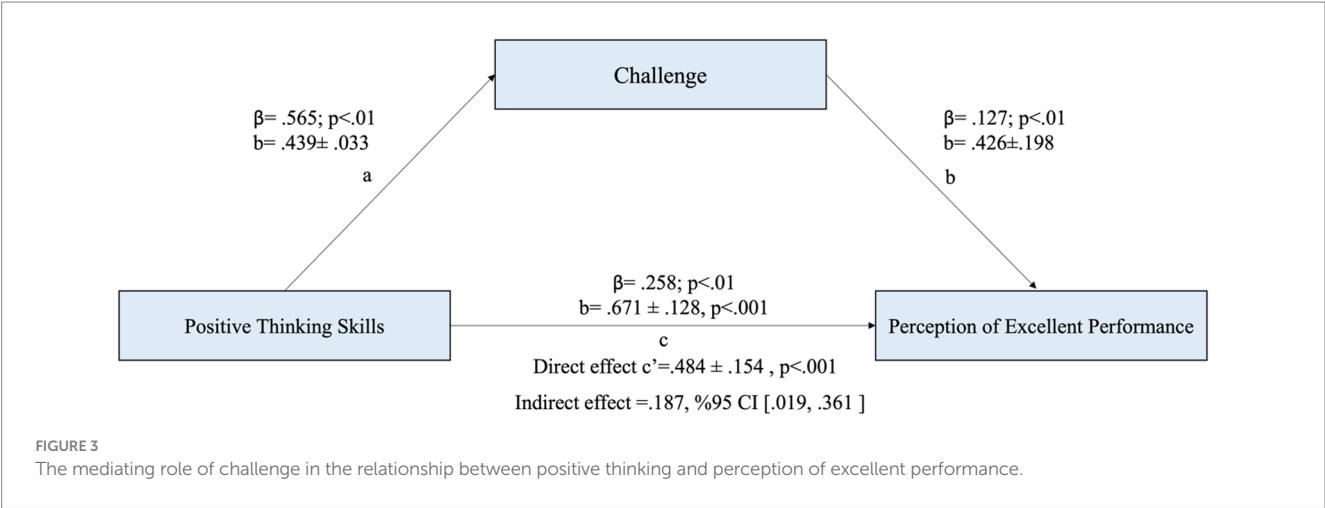 Challenge
β= .565; p<.01
b= .439± .033
a
β= .127; p<.01
b= .426±.198
b
Positive Thinking Skills
β= .258; p<.01
b= .671 ± .128, p<.001
c
Perception of Excellent Performance
Direct effect c’=.484 ± .154 , p<.001
Indirect effect =.187, %95 CI [.019, .361 ]
FIGURE 3
The mediating role of challenge in the relationship between positive thinking and perception of excellent performance.